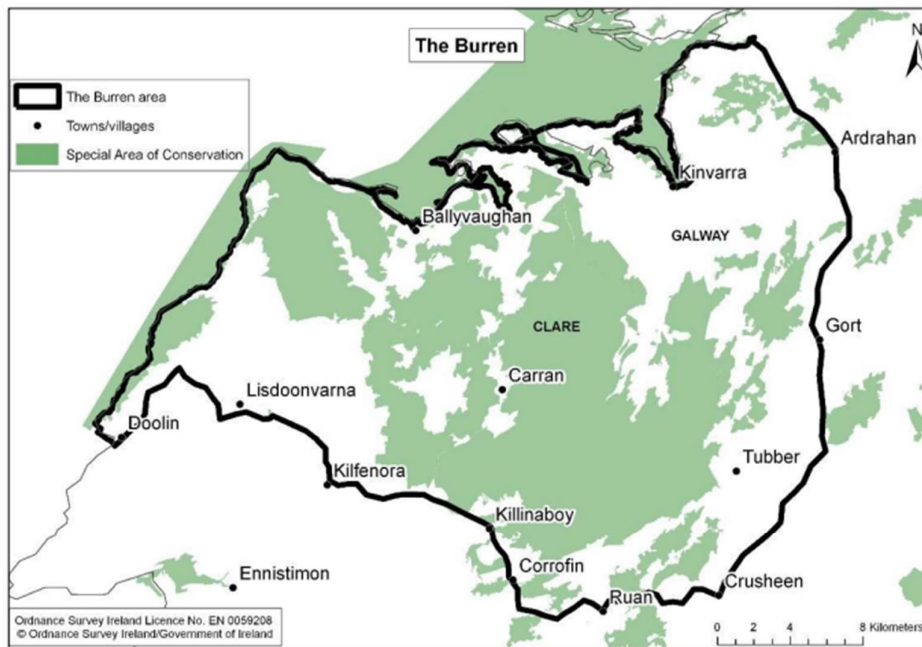 The Burren
N
The Burren area
Towns/villages
Special Area of Conservation
Ardrahan
Kinvarra
Ballyvaughan
GALWAY
CLARE
Gort
Carran
Lisdoonvarna
Doolin
Tubber
Kilfenora
Killinaboy
Ennistimon
Corrofin
Crusheen
Ruan
Ordnance Survey Ireland Licence No. EN 0059208
© Ordnance Survey Ireland/Government of Ireland
0 2 4 8 Kilometers